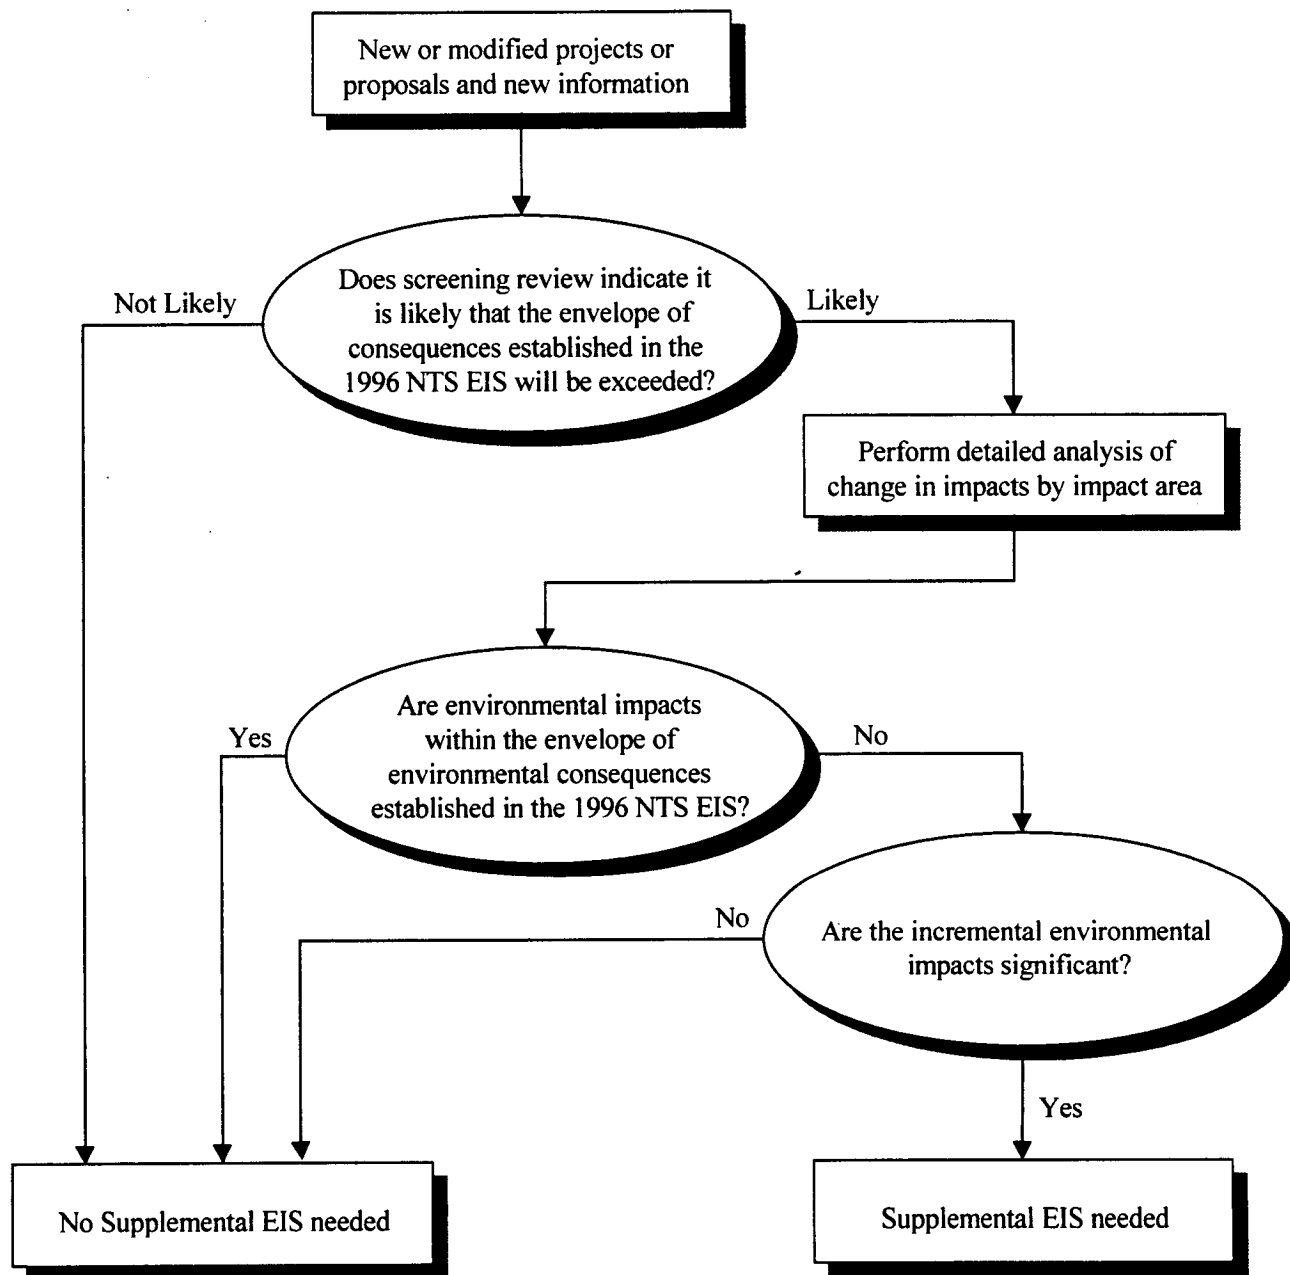 New or modified projects or
proposals and new information
Does screening review indicate it
is likely that the envelope of
consequences established in the
1996 NTS EIS will be exceeded?
Not Likely
Likely
Perform detailed analysis of
change in impacts by impact area
Are environmental impacts
within the envelope of
environmental consequences
established in the 1996 NTS EIS?
Yes
No
Are the incremental environmental
impacts significant?
No
Yes
No Supplemental EIS needed
Supplemental EIS needed